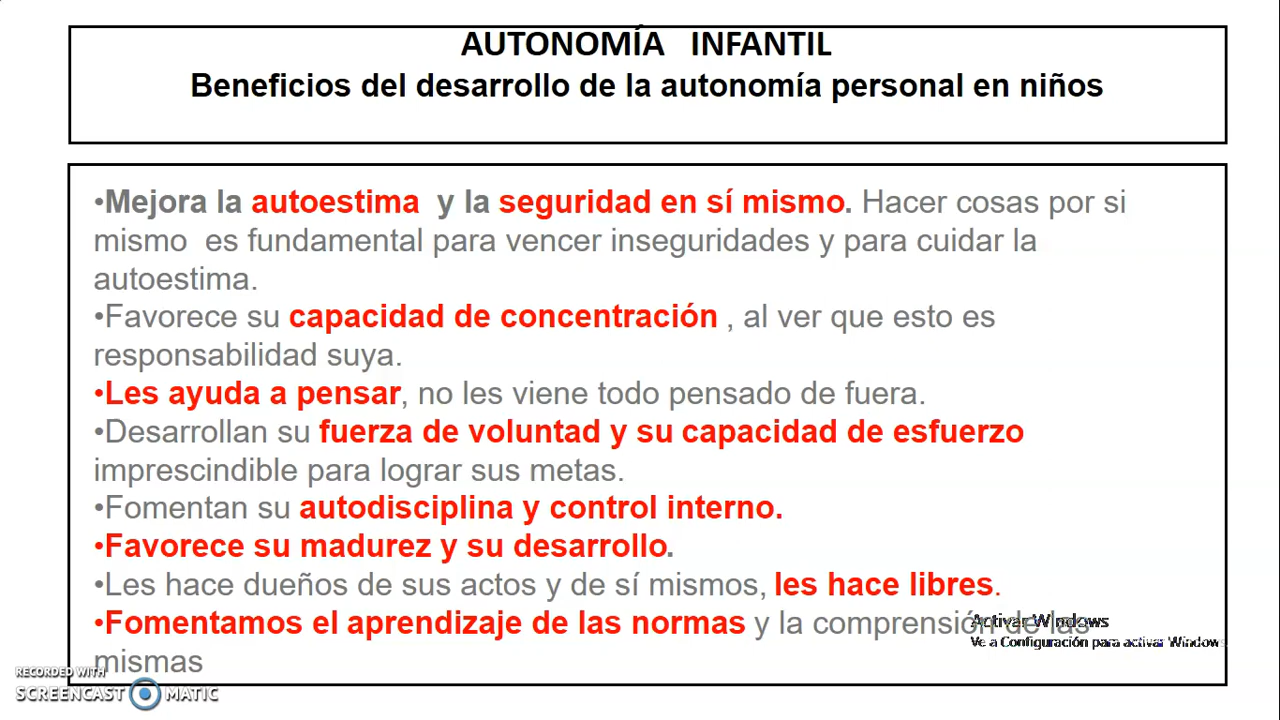 AUTONOMÍA INFANTIL
Beneficios del desarrollo de la autonomía personal en niños
•Mejora la autoestima y la seguridad en sí mismo. Hacer cosas por si
mismo es fundamental para vencer inseguridades y para cuidar la
autoestima.
•Favorece su capacidad de concentración , al ver que esto es
responsabilidad suya.
•Les ayuda a pensar, no les viene todo pensado de fuera.
•Desarrollan su fuerza de voluntad y su capacidad de esfuerzo
imprescindible para lograr sus metas.
•Fomentan su autodisciplina y control interno.
•Favorece su madurez y su desarrollo.
•Les hace dueños de sus actos y de sí mismos, les hace libres.
•Fomentamos el aprendizaje de las normas y la comprensión de las
mismas
Activar Windows
Ve a Configuración para activar Windows
RECORDED WITH
SCREENCAST MATIC